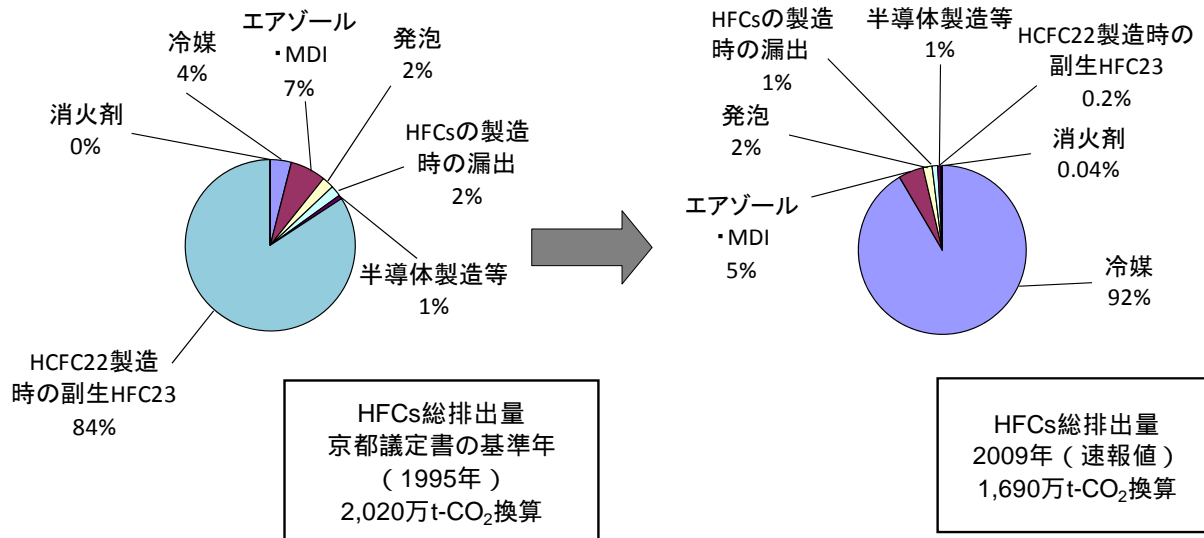 冷媒
4%
エアゾール
・MDI
7%
発泡
2%
消火剤
0%
HFCsの製造
時の漏出
2%
半導体製造等
1%
HCFC22製造
時の副生HFC23
84%
HFCs総排出量
京都議定書の基準年
（1995年）
2,020万t-CO₂換算
HFCsの製造
時の漏出
1%
半導体製造等
1%
HCFC22製造時の
副生HFC23
0.2%
発泡
2%
消火剤
0.04%
エアゾール
・MDI
5%
冷媒
92%
HFCs総排出量
2009年（速報値）
1,690万t-CO₂換算